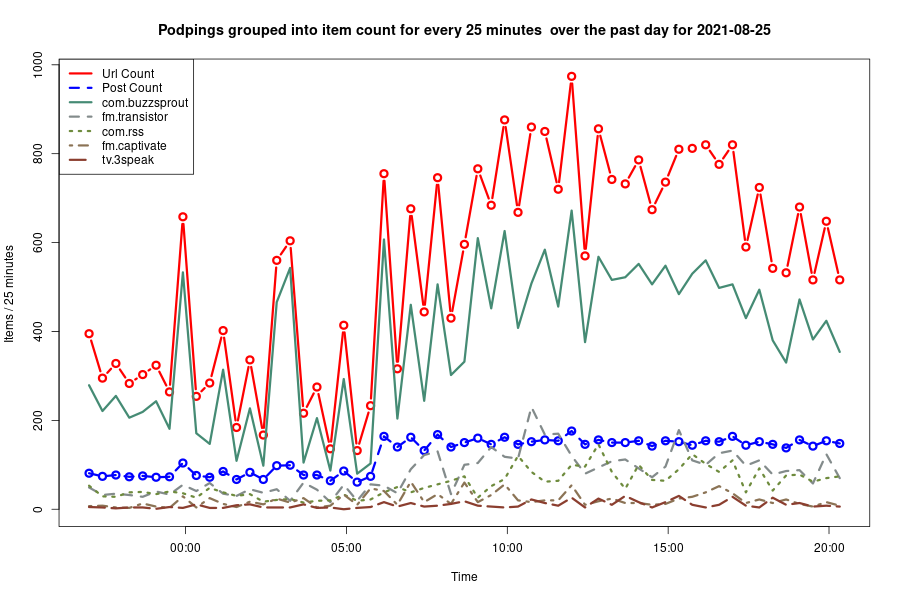 Podpings grouped into item count for every 25 minutes  over the past day for 2021-08-25
Url Count
Post Count
com.buzzsprout
fm.transistor
com.rss
fm.captivate
tv.3speak
Items / 25 minutes
1000
800
600
400
200
0
00:00 05:00 10:00 15:00 20:00
Time